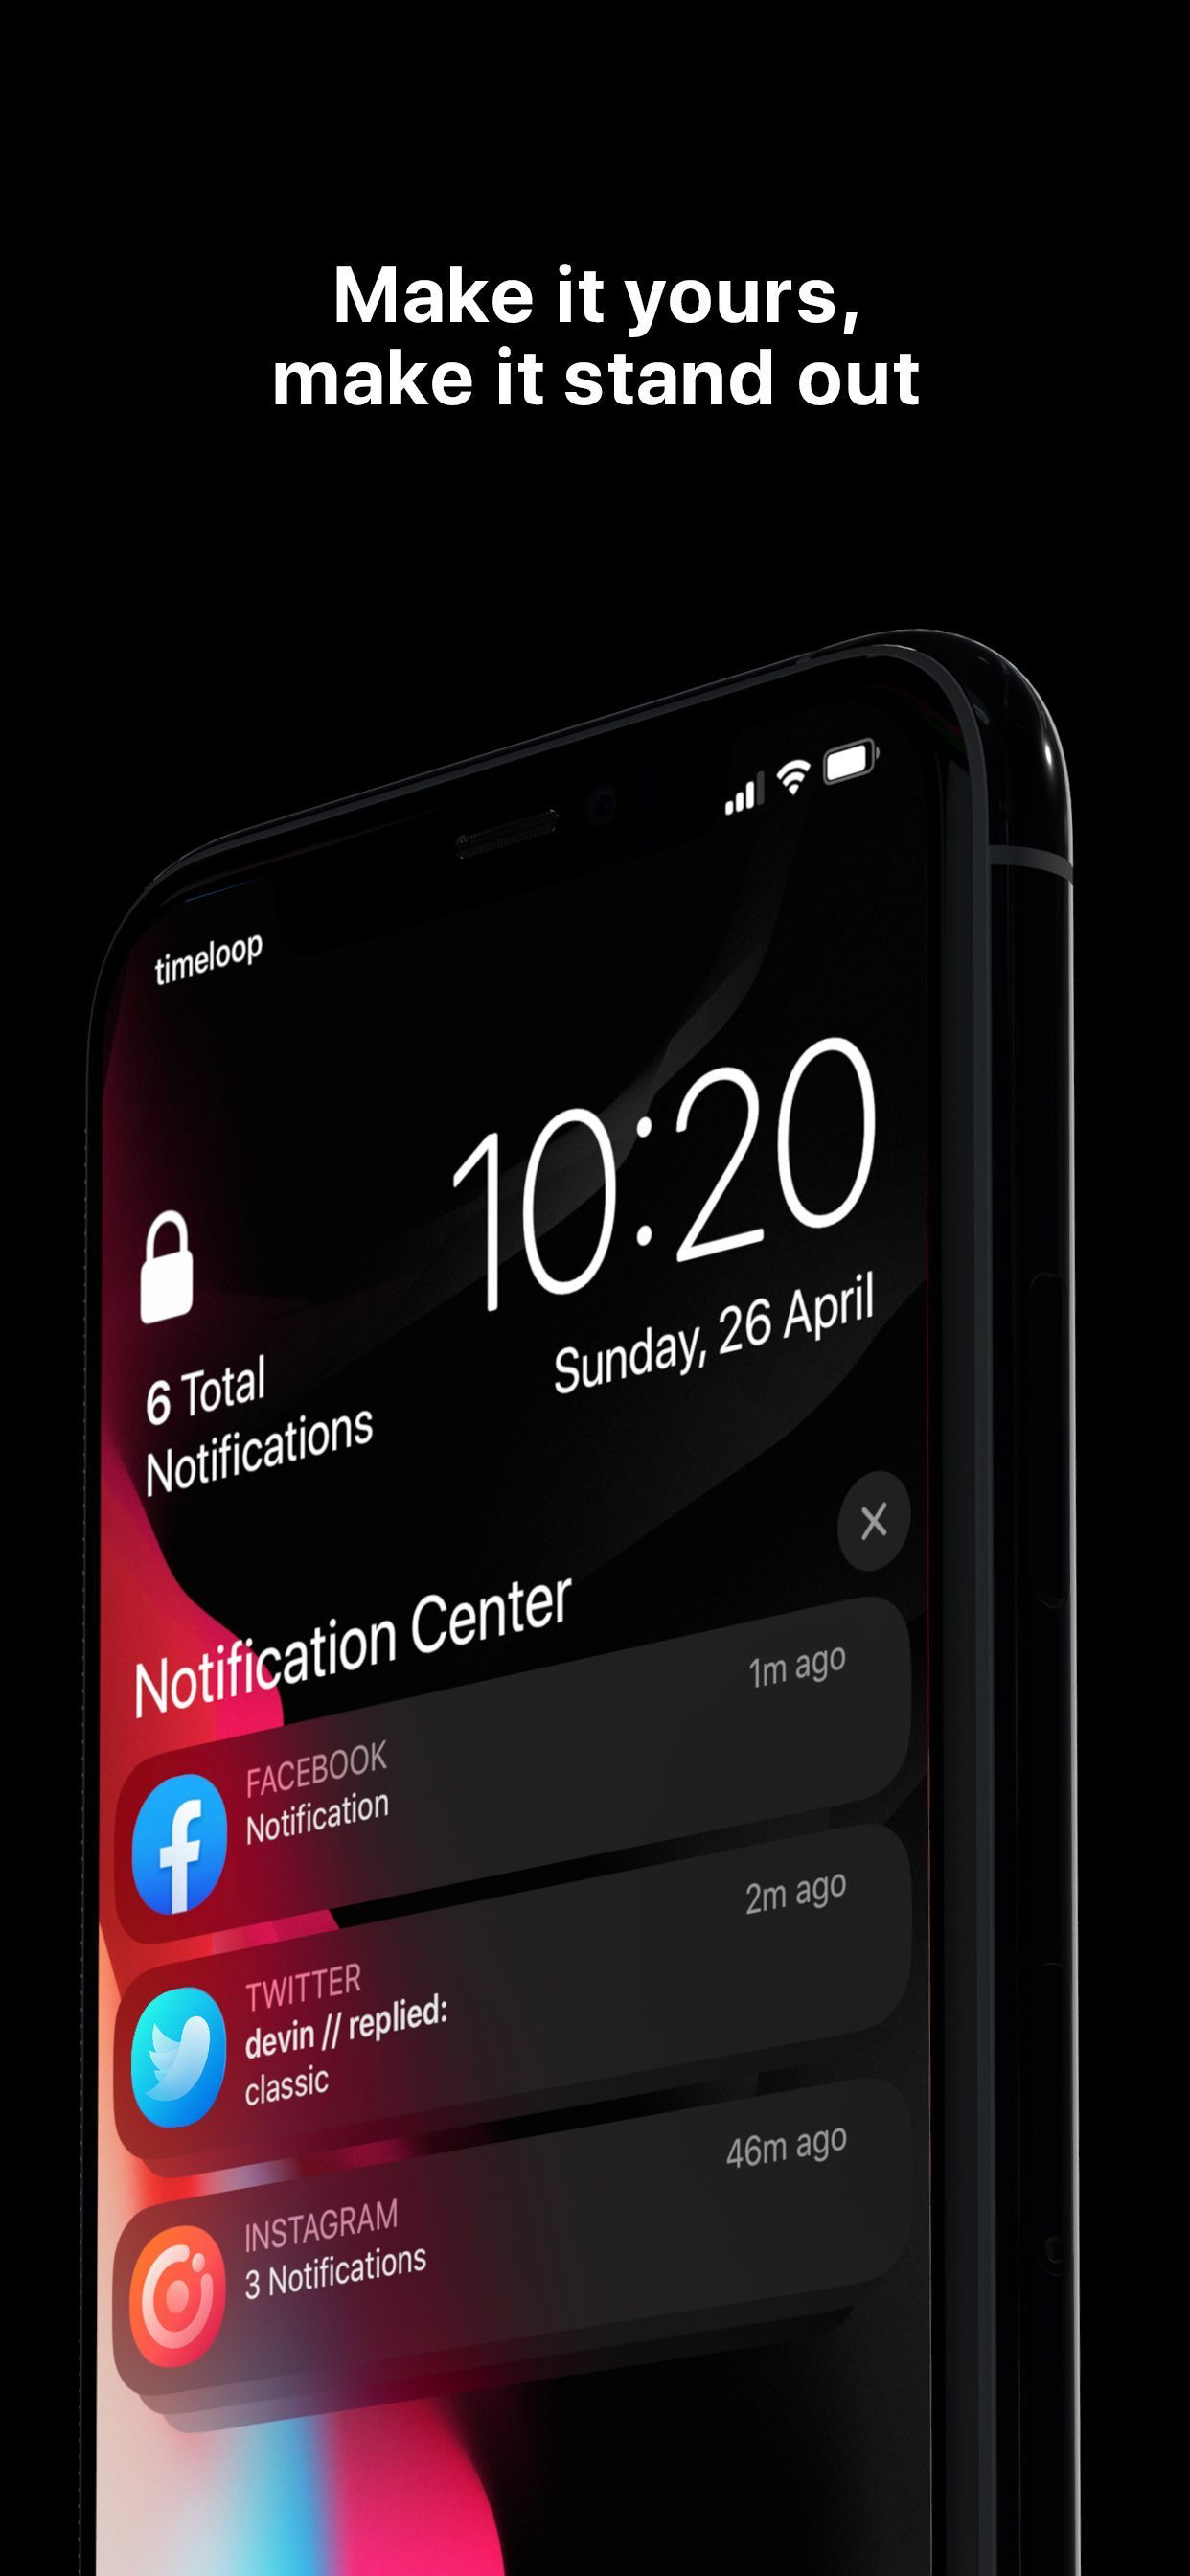 Make it yours,
make it stand out
timeloop
10:20
Sunday, 26 April
6 Total
Notifications
Notification Center
1m ago
FACEBOOK
Notification
2m ago
TWITTER
devin // replied:
classic
46m ago
INSTAGRAM
3 Notifications